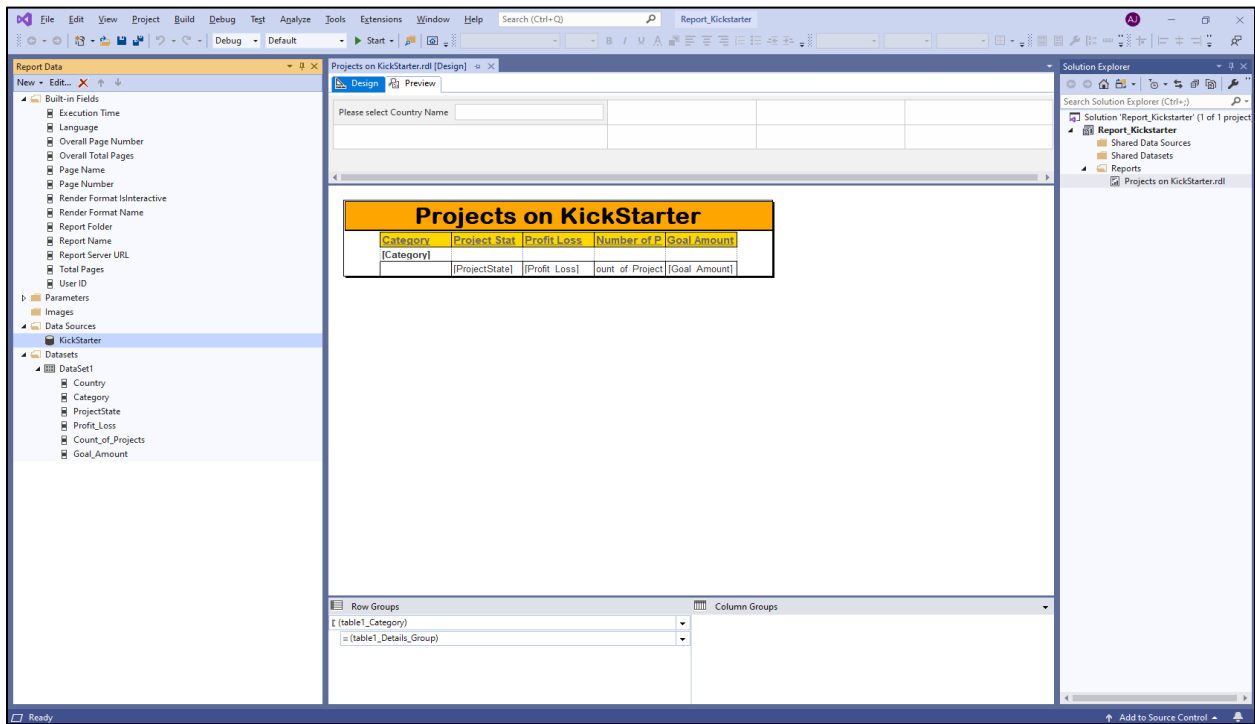 File Edit View Project Build Debug Test Analyze Tools Extensions Window Help Search (Ctrl+Q) Report_Kickstarter AJ
Debug Default Start
Report Data
New Edit...
Built-in Fields
Execution Time
Language
Overall Page Number
Overall Total Pages
Page Name
Page Number
Render Format IsInteractive
Render Format Name
Report Folder
Report Name
Report Server URL
Total Pages
User ID
Parameters
Images
Data Sources
KickStarter
Datasets
DataSet1
Country
Category
ProjectState
Profit_Loss
Count_of_Projects
Goal_Amount
Projects on KickStarter.rdl [Design]
Design Preview
Please select Country Name
Projects on KickStarter
Category Project Stat Profit Loss Number of P Goal Amount
[Category]
[ProjectState] [Profit_Loss] ount_of_Project [Goal_Amount]
Row Groups Column Groups
[ (table1_Category)
= (table1_Details_Group)
Solution Explorer
Search Solution Explorer (Ctrl+;)
Solution 'Report_Kickstarter' (1 of 1 project
Report_Kickstarter
Shared Data Sources
Shared Datasets
Reports
Projects on KickStarter.rdl
Ready Add to Source Control